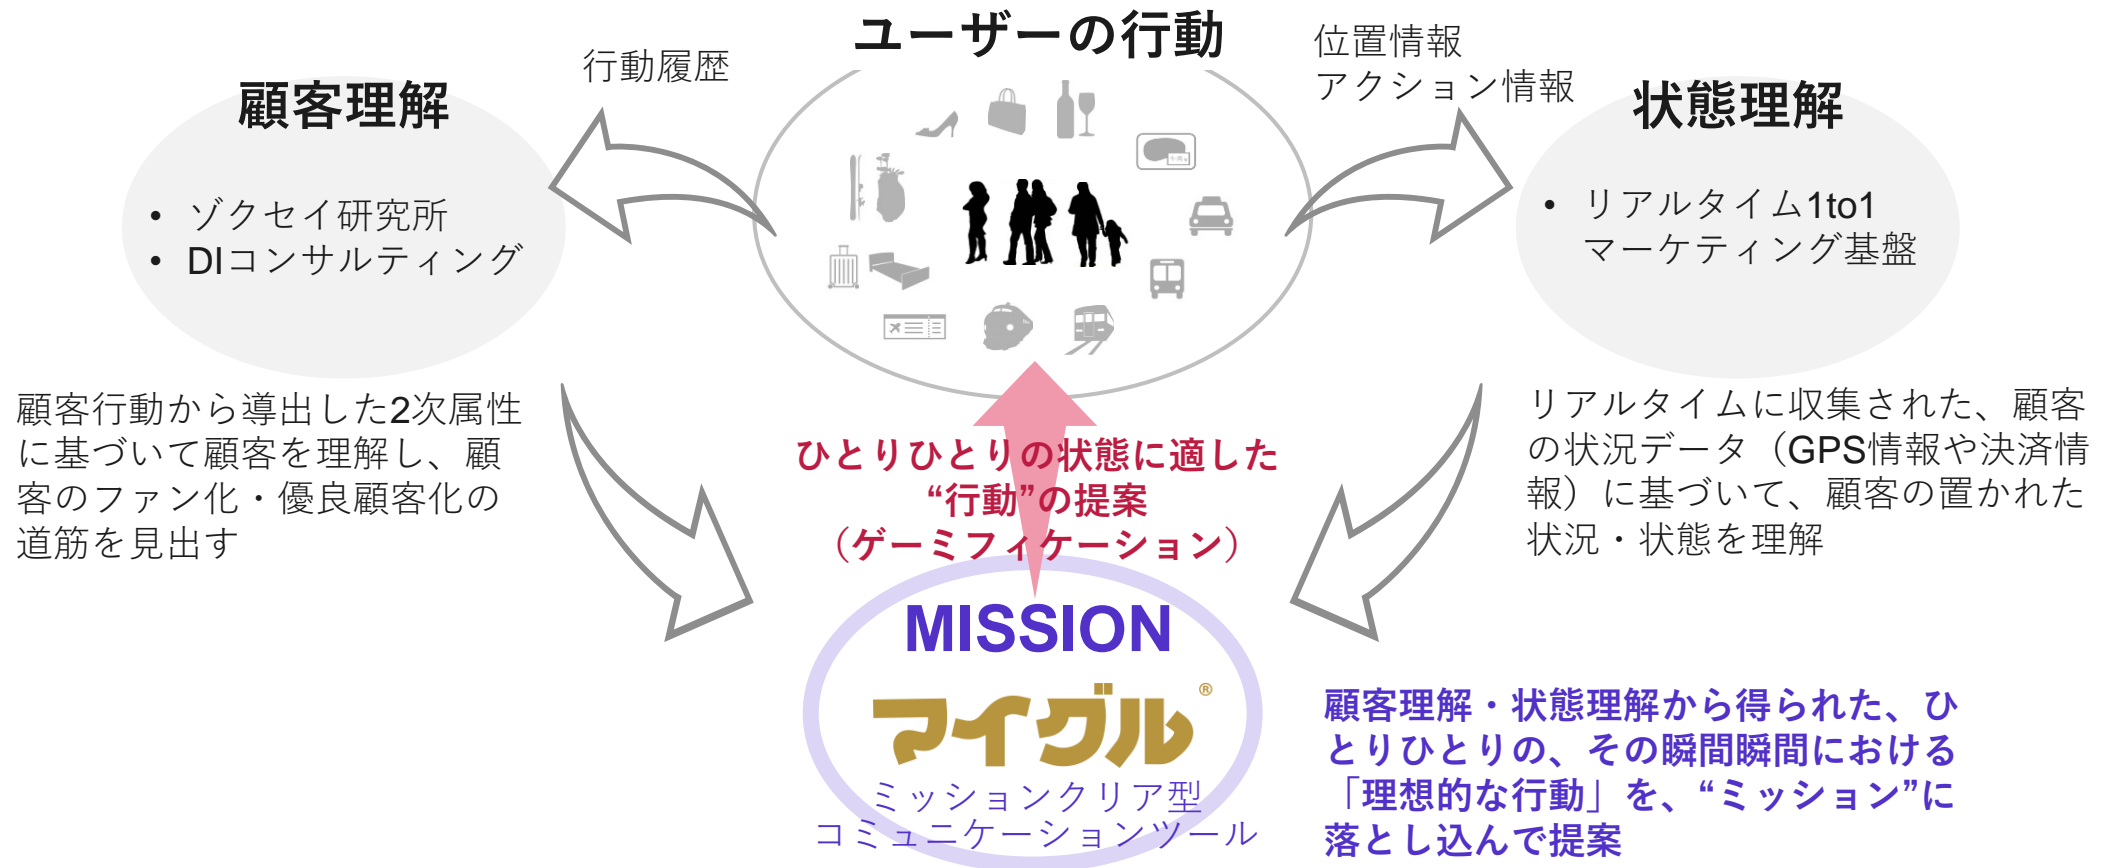 ユーザーの行動
行動履歴
位置情報
アクション情報
顧客理解
• ゾクセイ研究所
• DIコンサルティング
状態理解
• リアルタイム1to1
マーケティング基盤
顧客行動から導出した2次属性
に基づいて顧客を理解し、顧
客のファン化・優良顧客化の
道筋を見出す
リアルタイムに収集された、顧客
の状況データ（GPS情報や決済情
報）に基づいて、顧客の置かれた
状況・状態を理解
ひとりひとりの状態に適した
“行動”の提案
（ゲーミフィケーション）
MISSION
マイグル®
ミッションクリア型
コミュニケーションツール
顧客理解・状態理解から得られた、ひ
とりひとりの、その瞬間瞬間における
「理想的な行動」を、“ミッション”に
落とし込んで提案